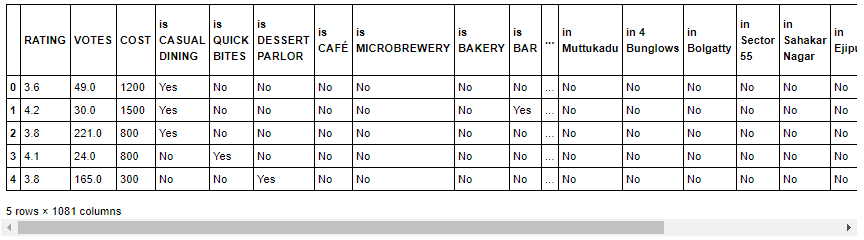 RATING VOTES COST is CASUAL DINING is QUICK BITES is DESSERT PARLOR is CAFÉ is MICROBREWERY is BAKERY is BAR ... in Muttukadu in 4 Bunglows in Bolgatty in Sector 55 in Sahakar Nagar in Ejipu
0 3.6 49.0 1200 Yes No No No No No No ... No No No No No No
1 4.2 30.0 1500 Yes No No No No No Yes ... No No No No No No
2 3.8 221.0 800 Yes No No No No No No ... No No No No No No
3 4.1 24.0 800 No Yes No No No No No ... No No No No No No
4 3.8 165.0 300 No No Yes No No No No ... No No No No No No
5 rows × 1081 columns